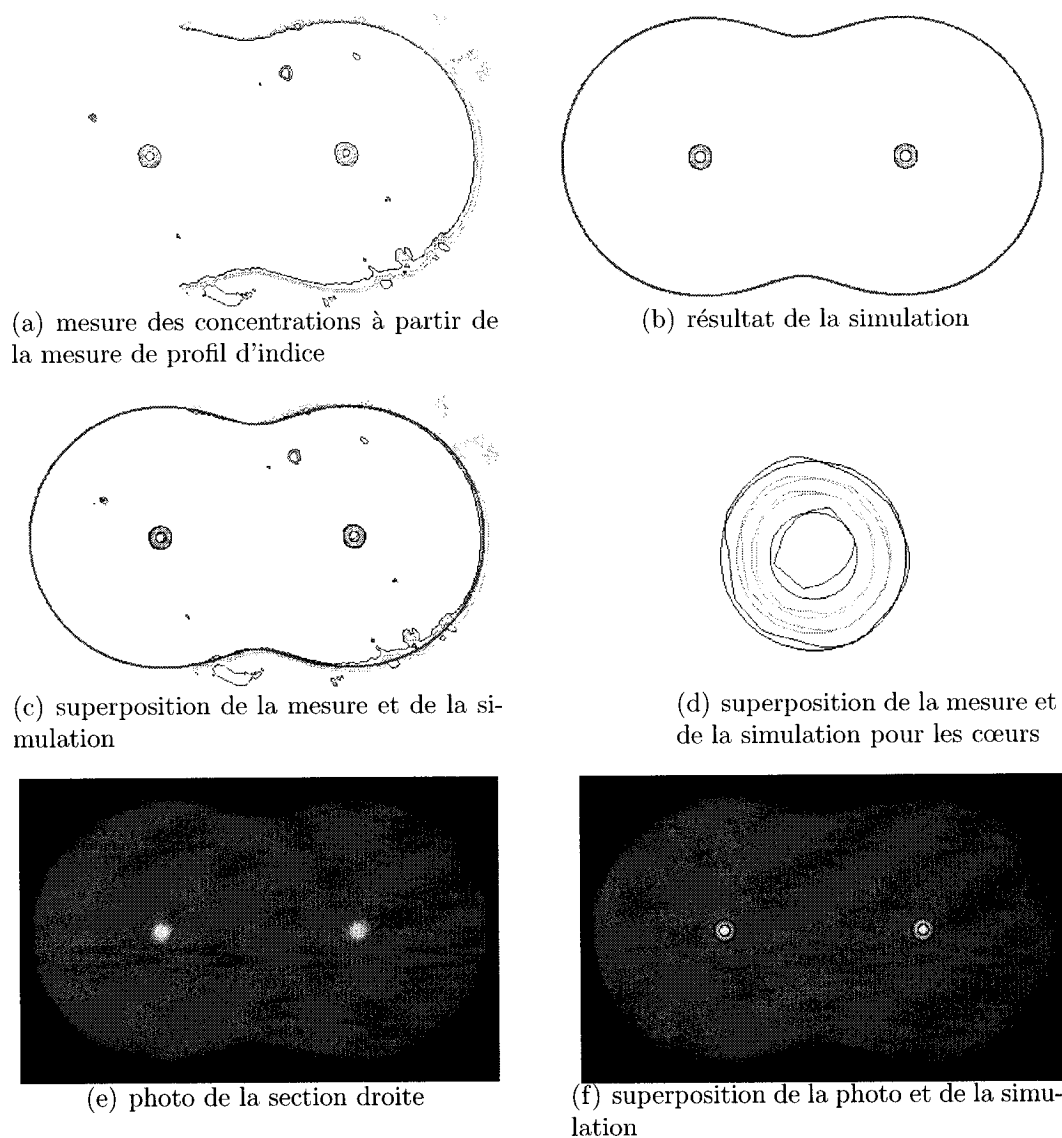 (a) mesure des concentrations à partir de
la mesure de profil d'indice
(b) résultat de la simulation
(c) superposition de la mesure et de la si-
mulation
(d) superposition de la mesure et
de la simulation pour les cœurs
(e) photo de la section droite
(f) superposition de la photo et de la simu-
lation